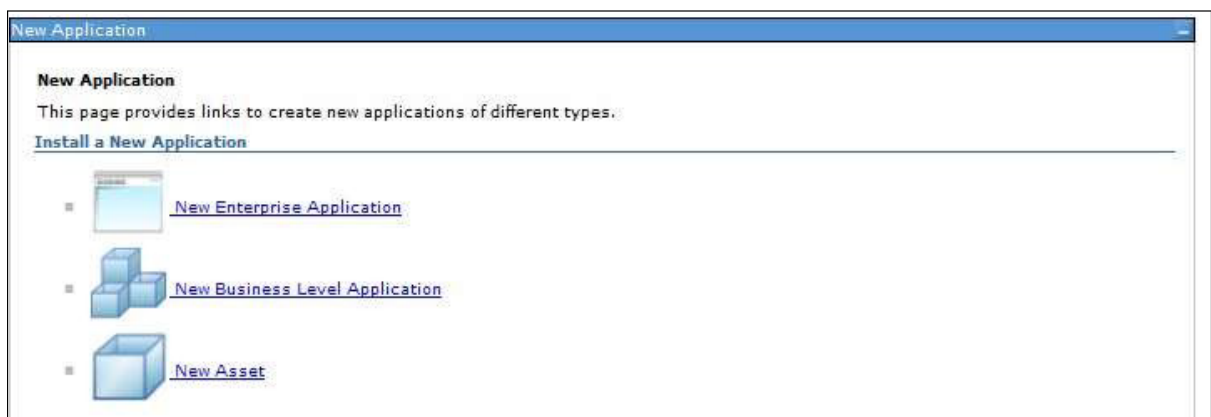 New Application
New Application
This page provides links to create new applications of different types.
Install a New Application
New Enterprise Application
New Business Level Application
New Asset